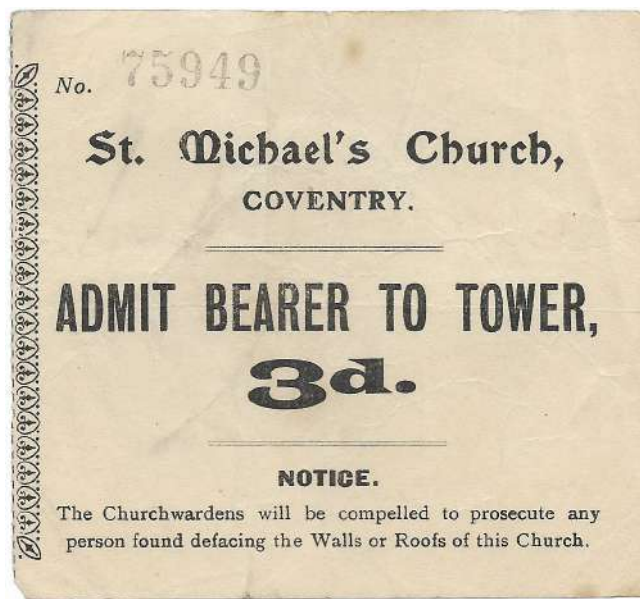 No. 75949
St. Michael's Church,
COVENTRY.
ADMIT BEARER TO TOWER,
3d.
NOTICE.
The Churchwardens will be compelled to prosecute any
person found defacing the Walls or Roofs of this Church.